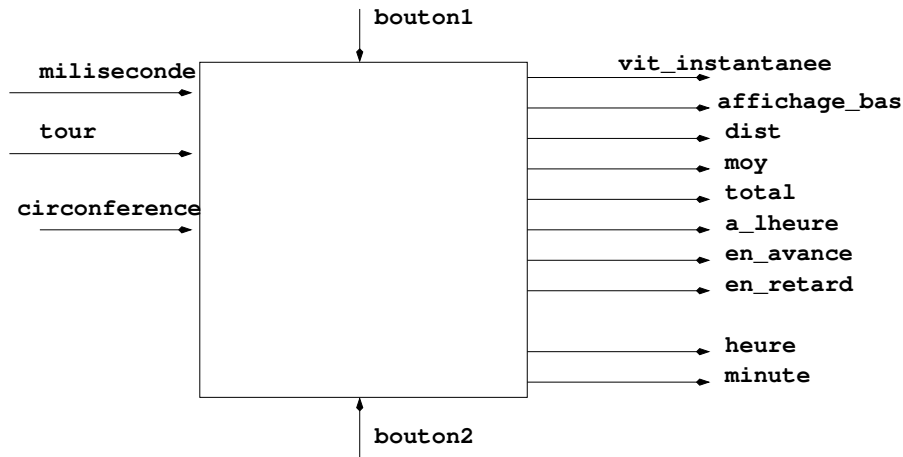 bouton1
miliseconde
vit_instantanee
affichage_bas
tour
dist
moy
total
circonference
a_lheure
en_avance
en_retard
heure
minute
bouton2